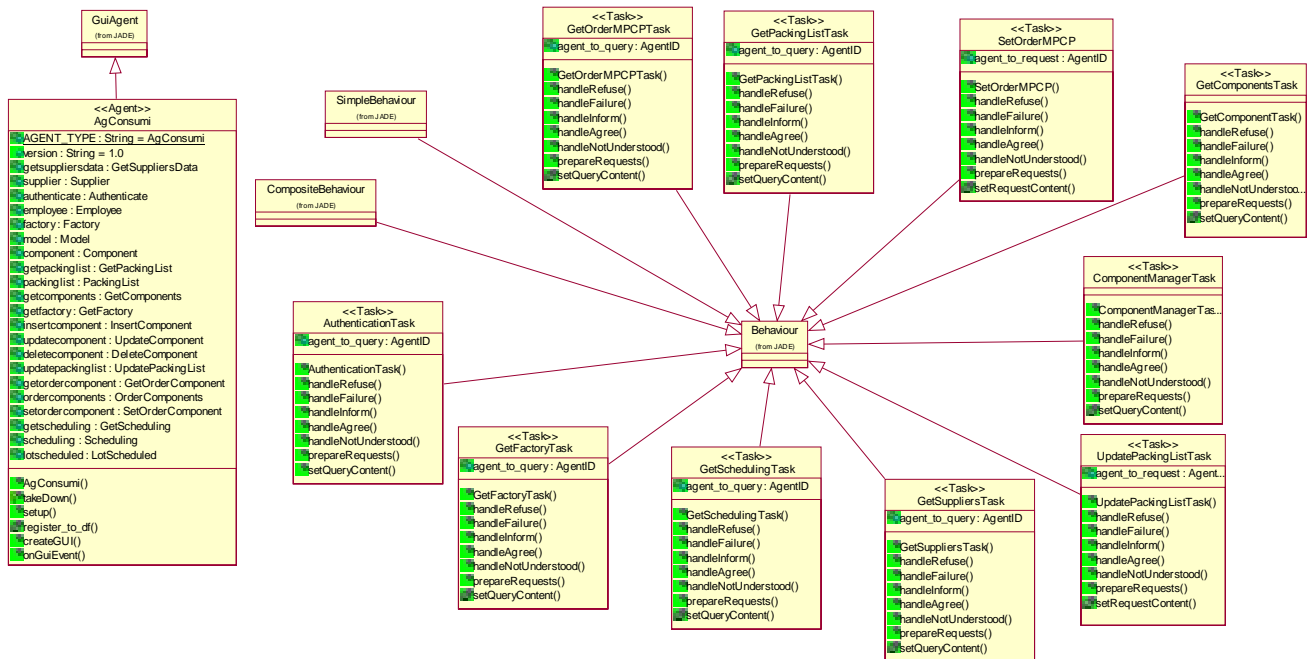 GuiAgent
(from JADE)
<<Agent>>
AgConsumi
AGENT_TYPE : String = AgConsumi
version : String = 1.0
getsuppliersdata : GetSuppliersData
supplier : Supplier
authenticate : Authenticate
employee : Employee
factory : Factory
model : Model
component : Component
getpackinglist : GetPackingList
packinglist : PackingList
getcomponents : GetComponents
getfactory : GetFactory
insertcomponent : InsertComponent
updatecomponent : UpdateComponent
deletecomponent : DeleteComponent
updatepackinglist : UpdatePackingList
getordercomponent : GetOrderComponent
ordercomponents : OrderComponents
setordercomponent : SetOrderComponent
getscheduling : GetScheduling
scheduling : Scheduling
lotscheduled : LotScheduled
AgConsumi()
takeDown()
setup()
register_to_df()
createGUI()
onGuiEvent()
SimpleBehaviour
(from JADE)
CompositeBehaviour
(from JADE)
<<Task>>
GetOrderMPCPTask
agent_to_query : AgentID
GetOrderMPCPTask()
handleRefuse()
handleFailure()
handleInform()
handleAgree()
handleNotUnderstood()
prepareRequests()
setQueryContent()
<<Task>>
GetPackingListTask
agent_to_query : AgentID
GetPackingListTask()
handleRefuse()
handleFailure()
handleInform()
handleAgree()
handleNotUnderstood()
prepareRequests()
setQueryContent()
<<Task>>
SetOrderMPCP
agent_to_request : AgentID
SetOrderMPCP()
handleRefuse()
handleFailure()
handleInform()
handleAgree()
handleNotUnderstood()
prepareRequests()
setRequestContent()
<<Task>>
GetComponentsTask
GetComponentTask()
handleRefuse()
handleFailure()
handleInform()
handleAgree()
handleNotUnderstoo...
prepareRequests()
setQueryContent()
<<Task>>
ComponentManagerTask
ComponentManagerTas...
handleRefuse()
handleFailure()
handleInform()
handleAgree()
handleNotUnderstood()
prepareRequests()
setQueryContent()
Behaviour
(from JADE)
<<Task>>
AuthenticationTask
agent_to_query : AgentID
AuthenticationTask()
handleRefuse()
handleFailure()
handleInform()
handleAgree()
handleNotUnderstood()
prepareRequests()
setQueryContent()
<<Task>>
GetFactoryTask
agent_to_query : AgentID
GetFactoryTask()
handleRefuse()
handleFailure()
handleInform()
handleAgree()
handleNotUnderstood()
prepareRequests()
setQueryContent()
<<Task>>
GetSchedulingTask
agent_to_query : AgentID
GetSchedulingTask()
handleRefuse()
handleFailure()
handleInform()
handleAgree()
handleNotUnderstood()
prepareRequests()
setQueryContent()
<<Task>>
GetSuppliersTask
agent_to_query : AgentID
GetSuppliersTask()
handleRefuse()
handleFailure()
handleInform()
handleAgree()
handleNotUnderstood()
prepareRequests()
setQueryContent()
<<Task>>
UpdatePackingListTask
agent_to_request : Agent...
UpdatePackingListTask()
handleRefuse()
handleFailure()
handleInform()
handleAgree()
handleNotUnderstood()
prepareRequests()
setRequestContent()